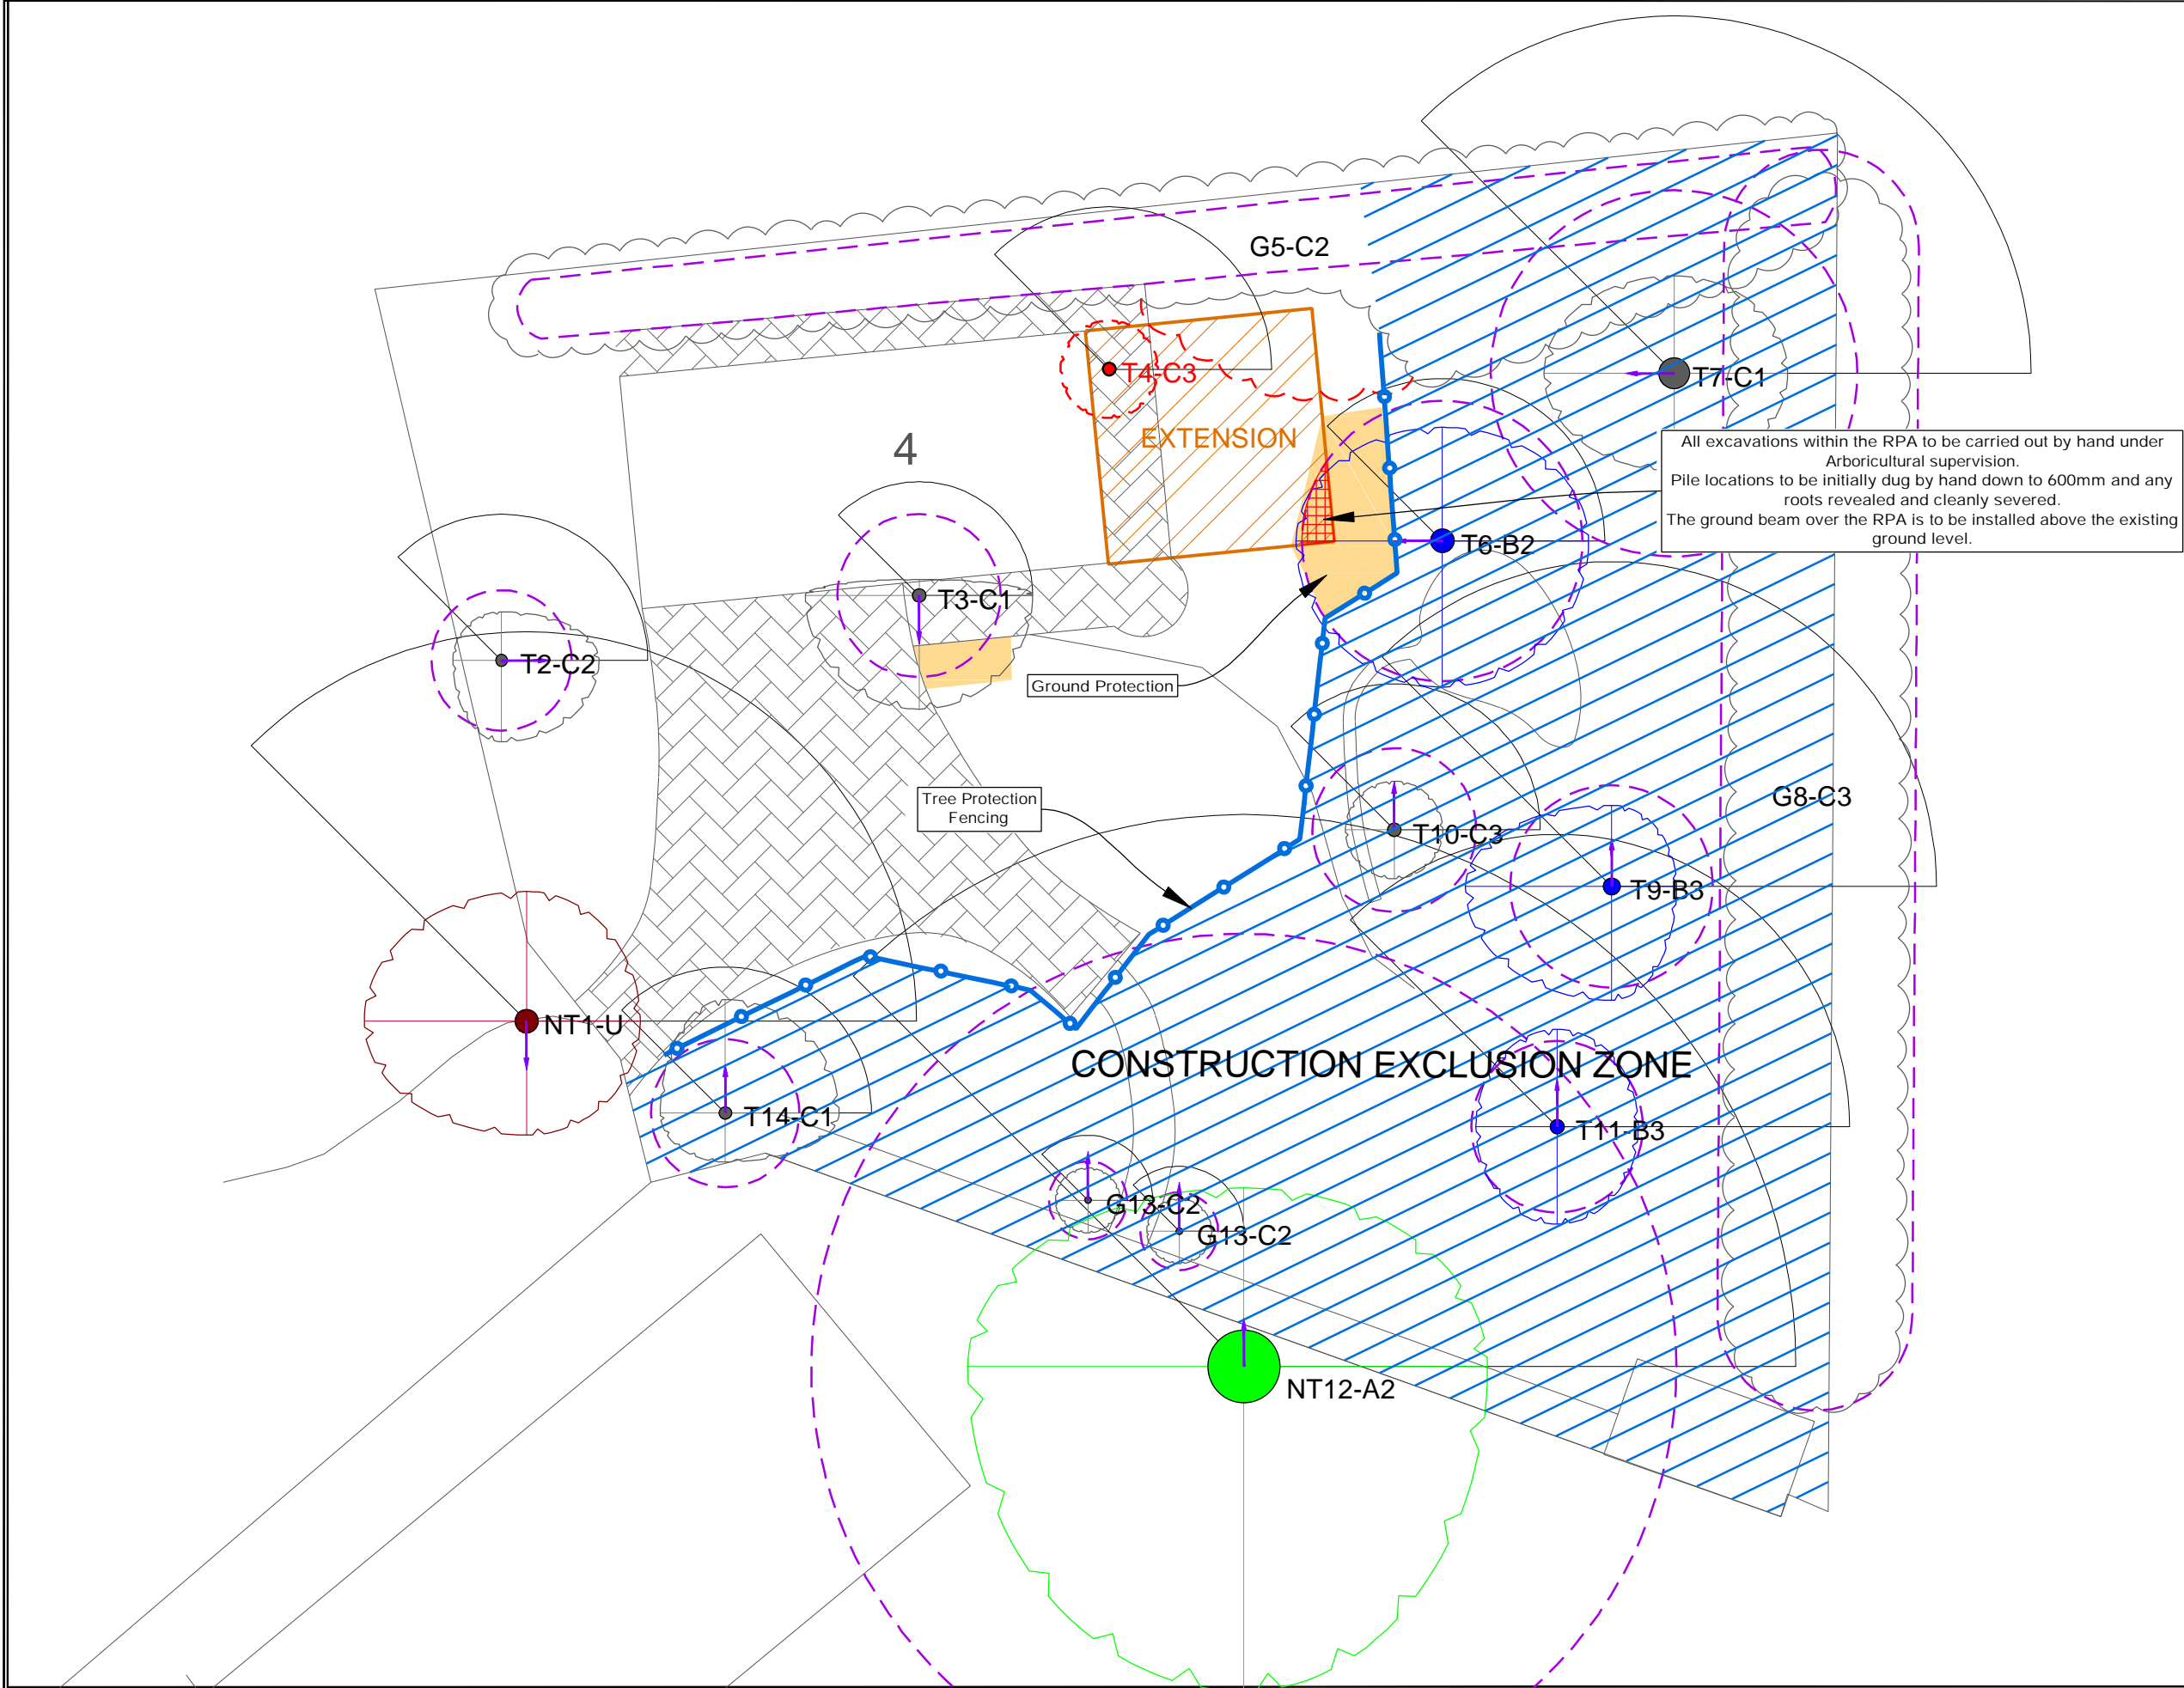 G5-C2
T4-C3
T7-C1
EXTENSION
4
All excavations within the RPA to be carried out by hand under
Arboricultural supervision.
Pile locations to be initially dug by hand down to 600mm and any
roots revealed and cleanly severed.
The ground beam over the RPA is to be installed above the existing
ground level.
T6-B2
T3-C1
T2-C2
Ground Protection
Tree Protection
Fencing
G8-C3
T10-C3
T9-B3
NT1-U
CONSTRUCTION EXCLUSION ZONE
T14-C1
T11-B3
G13-C2
G13-C2
NT12-A2